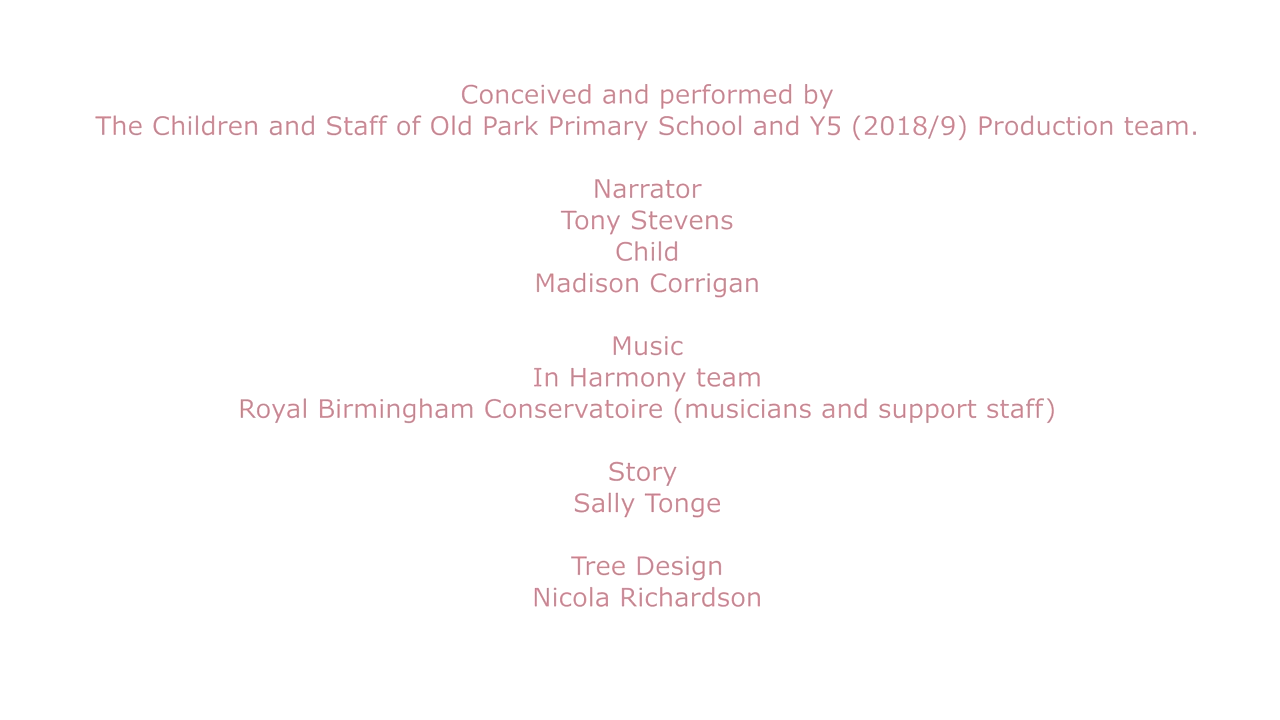 Conceived and performed by
The Children and Staff of Old Park Primary School and Y5 (2018/9) Production team.
Narrator
Tony Stevens
Child
Madison Corrigan
Music
In Harmony team
Royal Birmingham Conservatoire (musicians and support staff)
Story
Sally Tonge
Tree Design
Nicola Richardson